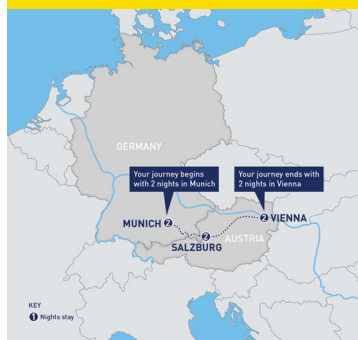 GERMANY
Your journey begins
with 2 nights in Munich
Your journey ends with
2 nights in Vienna
MUNICH 2
2 VIENNA
2
SALZBURG
AUSTRIA
KEY
1 Nights stay